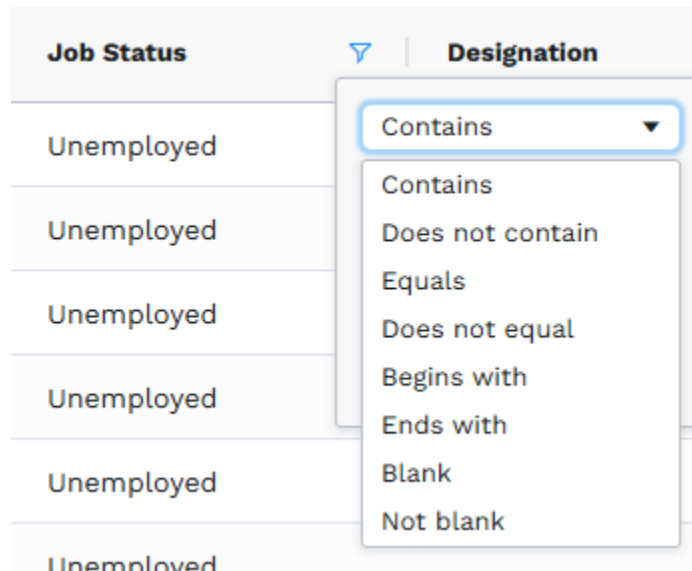 Job Status Designation
Unemployed
Unemployed
Unemployed
Unemployed
Unemployed
Unemployed
Contains
Contains
Does not contain
Equals
Does not equal
Begins with
Ends with
Blank
Not blank